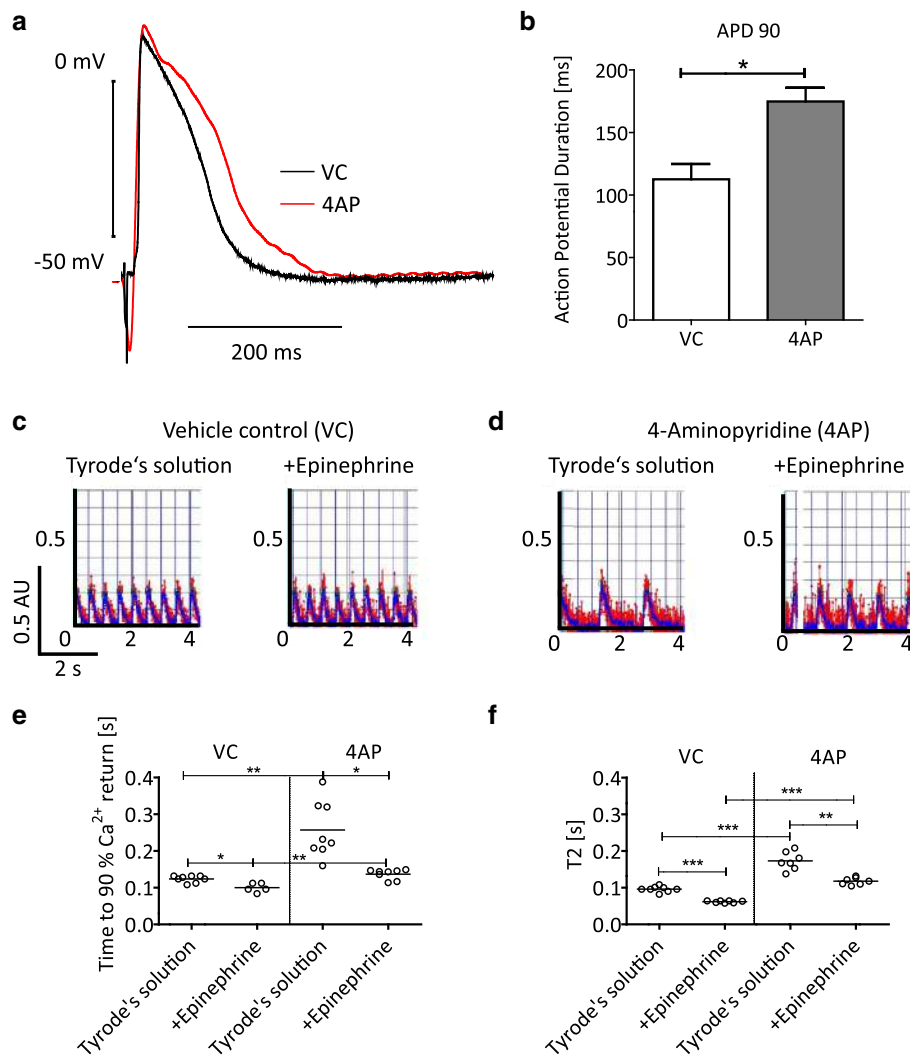 a
0 mV
-50 mV
VC
4AP
200 ms
b
APD 90
Action Potential Duration [ms]
200
150
100
50
0
*
VC
4AP
c
Vehicle control (VC)
Tyrode‘s solution
+Epinephrine
0.5
0.5
0.5 AU
0 2 4
0 2 4
2 s
d
4-Aminopyridine (4AP)
Tyrode‘s solution
+Epinephrine
0.5
0.5
0 2 4
0 2 4
e
VC
4AP
Time to 90 % Ca2+ return [s]
0.4
0.3
0.2
0.1
0.0
** *
* **
Tyrode's solution
+Epinephrine
Tyrode's solution
+Epinephrine
f
VC
4AP
T2 [s]
0.4
0.3
0.2
0.1
0.0
***
*** **
***
Tyrode's solution
+Epinephrine
Tyrode's solution
+Epinephrine